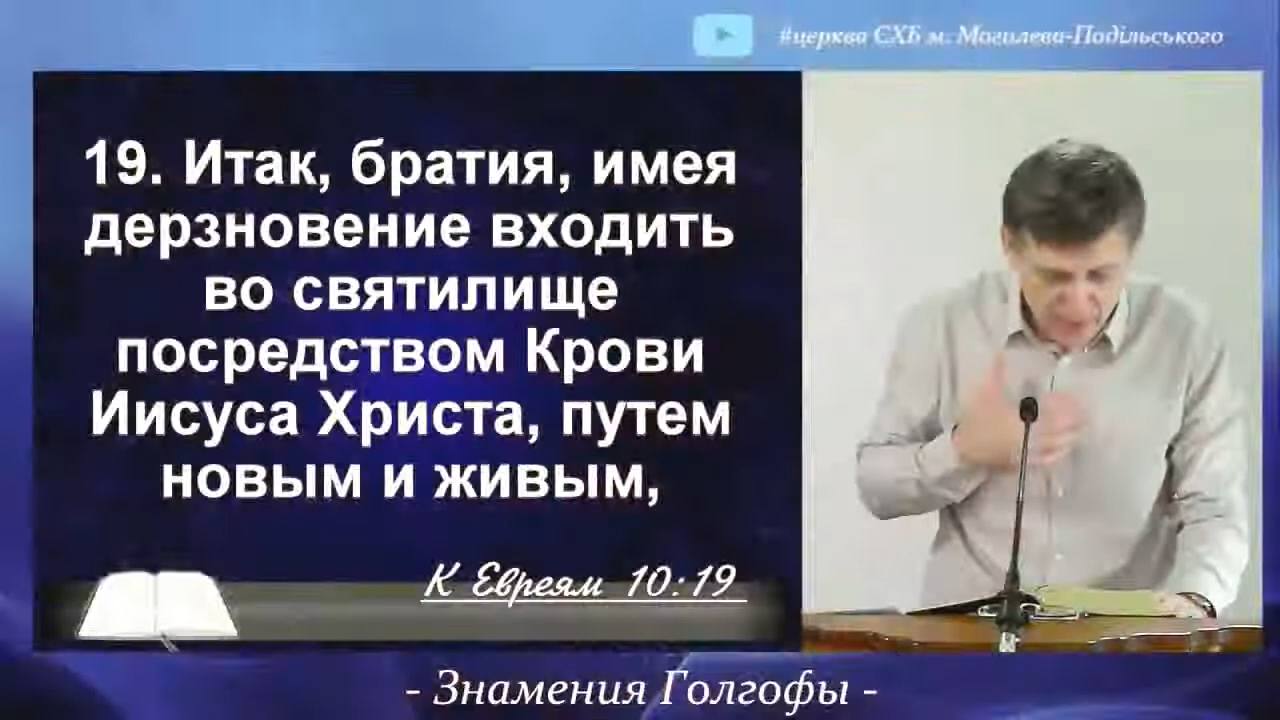 #церква СХБ м. Могилева-Подільського
19. Итак, братия, имея
дерзновение входить
во святилище
посредством Крови
Иисуса Христа, путем
новым и живым,
К Евреям 10:19
- Знамения Голгофы -